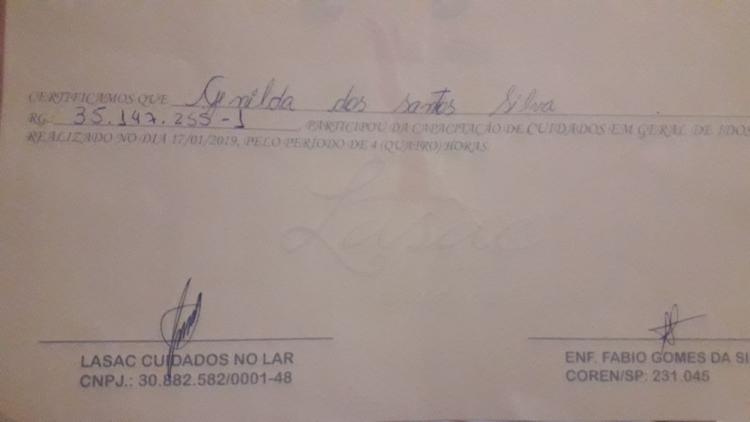 CERTIFICAMOS QUE Genilda dos santos Silva
RG: 35.147.255-1, PARTICIPOU DA CAPACITAÇÃO DE CUIDADOS EM GERAL DE IDOS
REALIZADO NO DIA 17/01/2019, PELO PERÍODO DE 4 (QUATRO) HORAS.
Lasac
LASAC CUIDADOS NO LAR
CNPJ.: 30.882.582/0001-48
ENF. FABIO GOMES DA SI
COREN/SP: 231.045